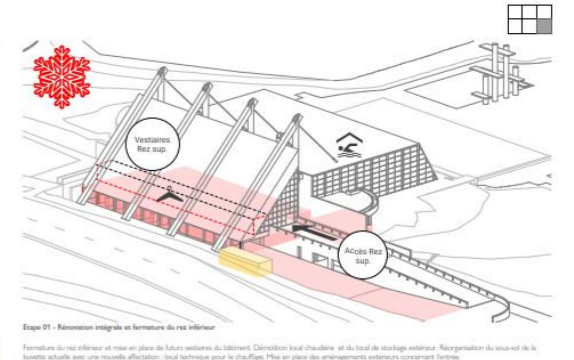 Vestiaires
Rez sup.
Accès Rez
sup.
Etape 01 - Rénovation intégrale et fermeture du rez inférieur
Fermeture du rez inférieur et mise en place de futurs vestiaires du bâtiment. Démolition local chaudière et du local de stockage extérieur. Réorganisation du sous-sol de la
buvette actuelle avec une nouvelle affectation : local technique pour le chauffage. Mise en place des aménagements extérieurs concernant l'entrée.